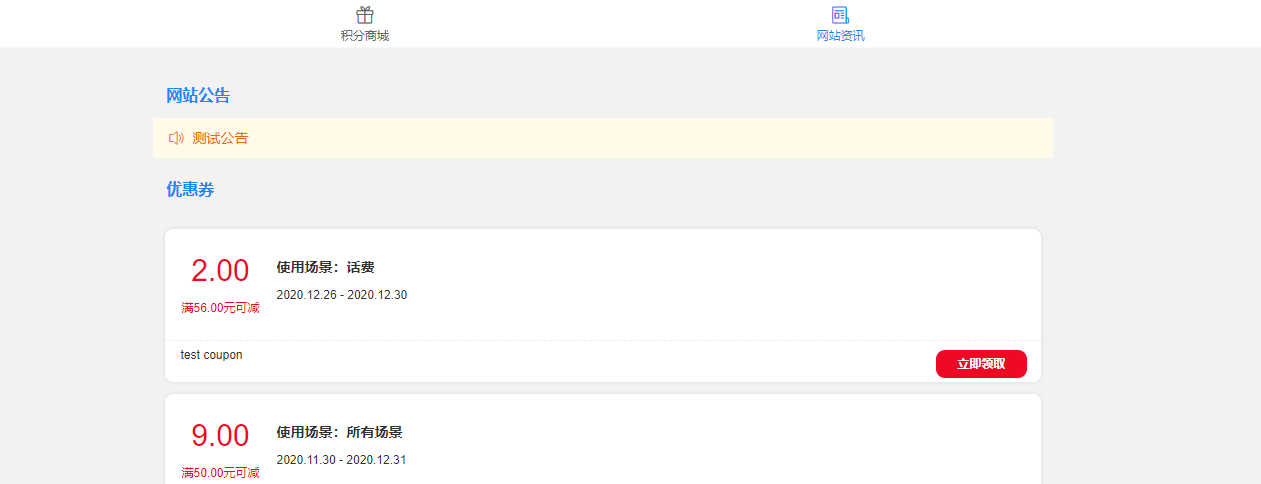 积分商城
网站资讯
网站公告
测试公告
优惠券
2.00
使用场景：话费
2020.12.26 - 2020.12.30
满56.00元可减
test coupon
立即领取
9.00
使用场景：所有场景
2020.11.30 - 2020.12.31
满50.00元可减